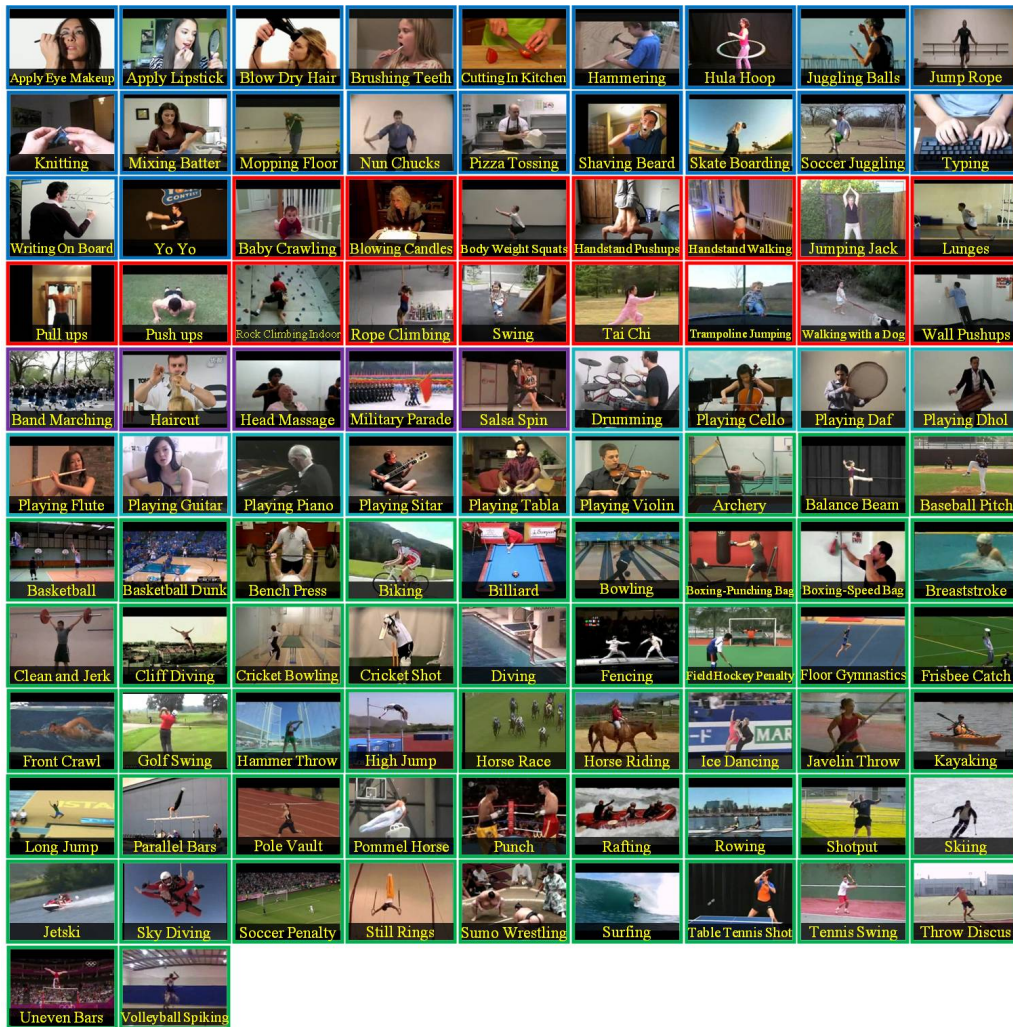 Apply Eye Makeup
Apply Lipstick
Blow Dry Hair
Brushing Teeth
Cutting In Kitchen
Hammering
Hula Hoop
Juggling Balls
Jump Rope
Knitting
Mixing Batter
Mopping Floor
Nun Chucks
Pizza Tossing
Shaving Beard
Skate Boarding
Soccer Juggling
Typing
Writing On Board
Yo Yo
Baby Crawling
Blowing Candles
Body Weight Squats
Handstand Pushups
Handstand Walking
Jumping Jack
Lunges
Pull ups
Push ups
Rock Climbing Indoor
Rope Climbing
Swing
Tai Chi
Trampoline Jumping
Walking with a Dog
Wall Pushups
Band Marching
Haircut
Head Massage
Military Parade
Salsa Spin
Drumming
Playing Cello
Playing Daf
Playing Dhol
Playing Flute
Playing Guitar
Playing Piano
Playing Sitar
Playing Tabla
Playing Violin
Archery
Balance Beam
Baseball Pitch
Basketball
Basketball Dunk
Bench Press
Biking
Billiard
Bowling
Boxing-Punching Bag
Boxing-Speed Bag
Breaststroke
Clean and Jerk
Cliff Diving
Cricket Bowling
Cricket Shot
Diving
Fencing
Field Hockey Penalty
Floor Gymnastics
Frisbee Catch
Front Crawl
Golf Swing
Hammer Throw
High Jump
Horse Race
Horse Riding
MAR
Ice Dancing
Javelin Throw
Kayaking
Long Jump
Parallel Bars
Pole Vault
Pommel Horse
Punch
Rafting
Rowing
Shotput
Skiing
Jetski
Sky Diving
Soccer Penalty
Still Rings
Sumo Wrestling
Surfing
Table Tennis Shot
Tennis Swing
Throw Discus
Uneven Bars
Volleyball Spiking